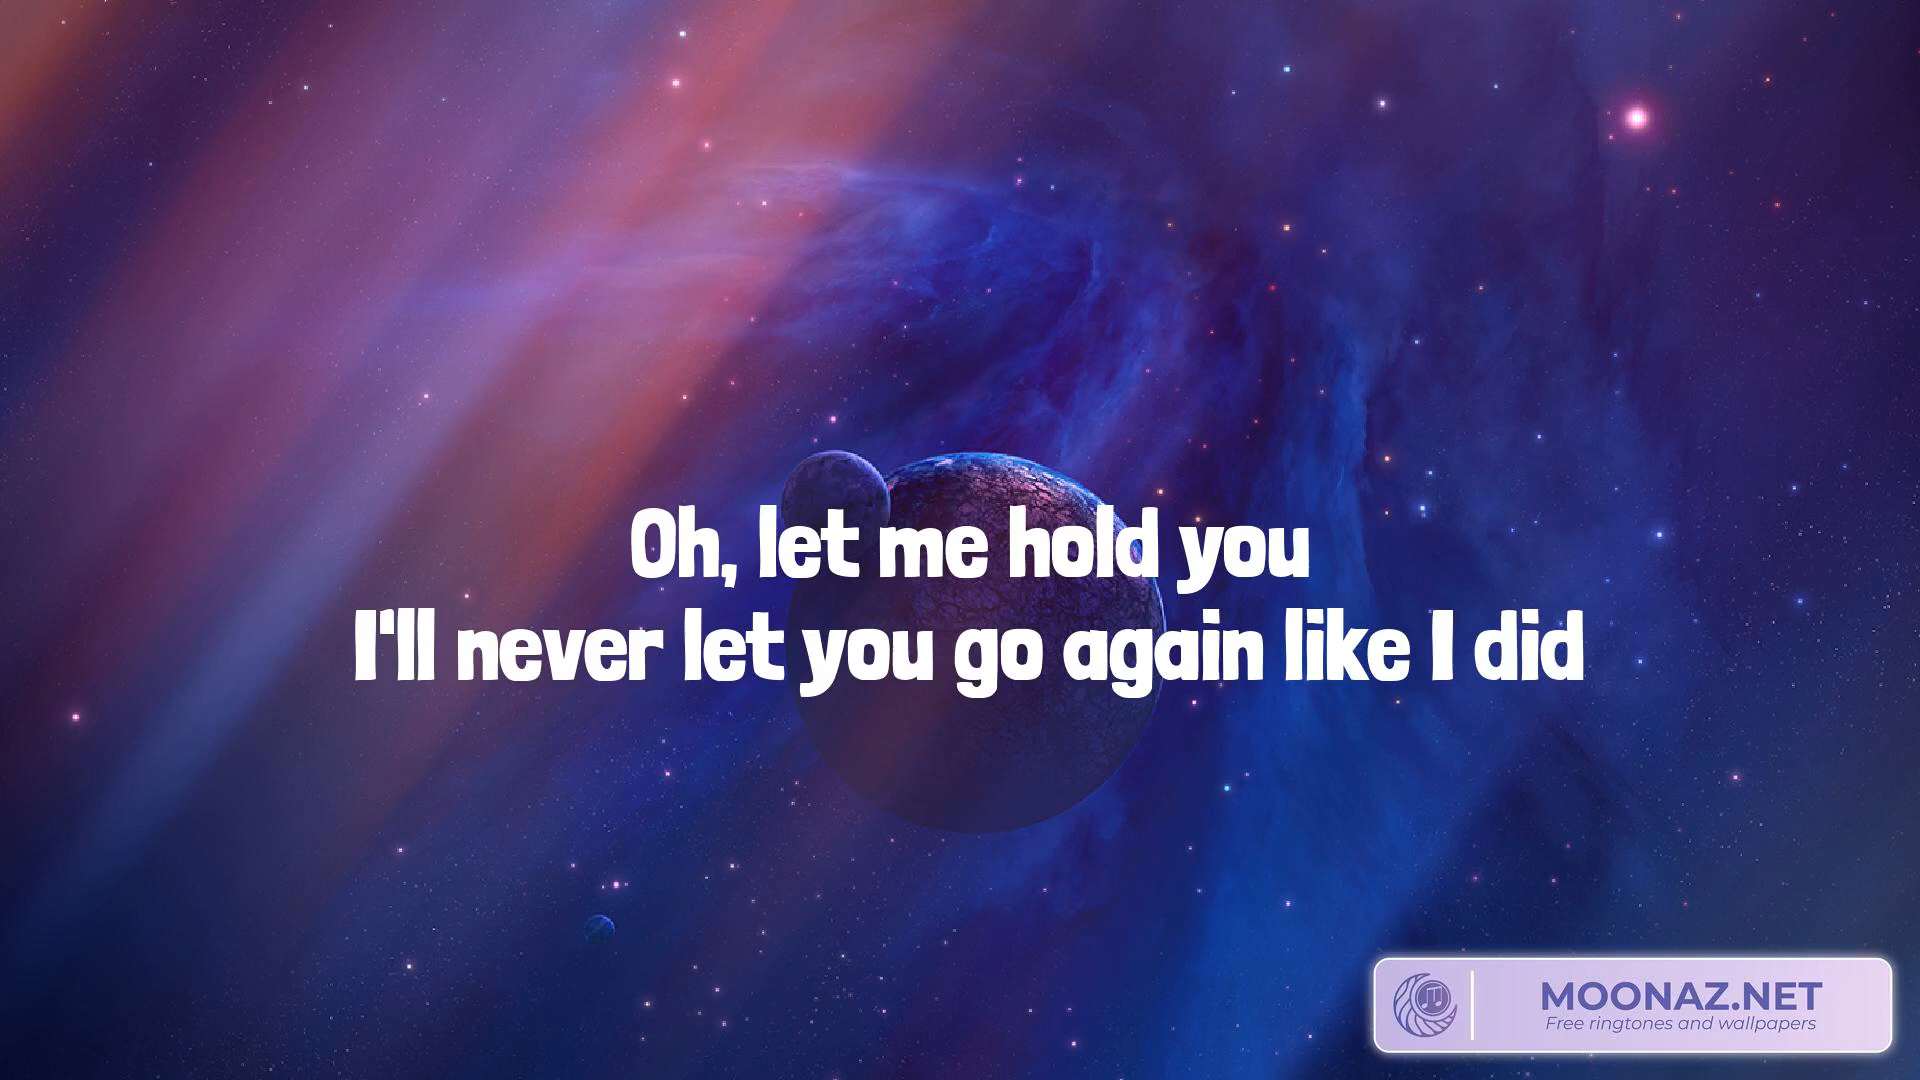 Oh, let me hold you
I'll never let you go again like I did
MOONAZ.NET
Free ringtones and wallpapers